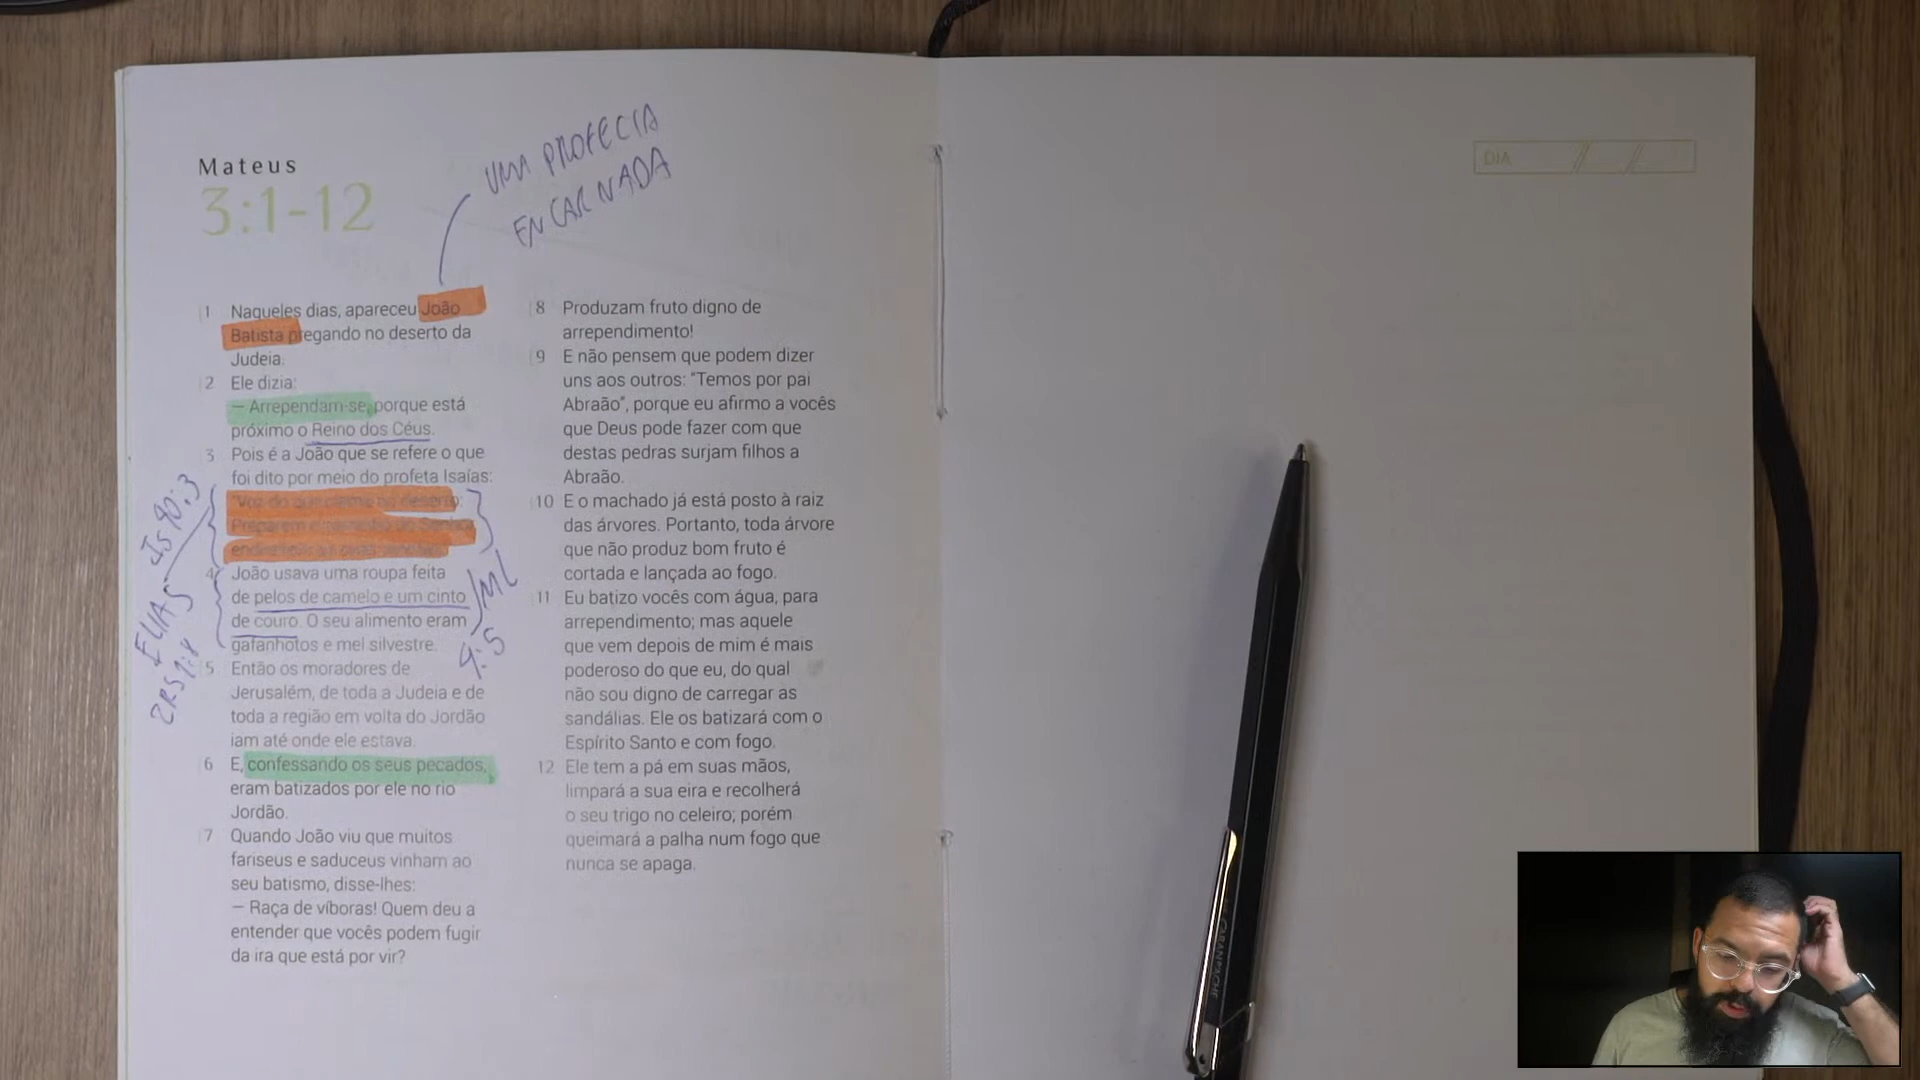 UMA PROFECIA
ENCARNADA
Mateus
3:1-12
1 Naqueles dias, apareceu João
Batista pregando no deserto da
Judeia.
2 Ele dizia:
— Arrependam-se, porque está
próximo o Reino dos Céus.
3 Pois é a João que se refere o que
foi dito por meio do profeta Isaías:
"Voz do que clama no deserto:
Preparem o caminho do Senhor,
4 João usava uma roupa feita
de pelos de camelo e um cinto
de couro. O seu alimento eram
gafanhotos e mel silvestre.
5 Então os moradores de
Jerusalém, de toda a Judeia e de
toda a região em volta do Jordão
iam até onde ele estava.
6 E, confessando os seus pecados,
eram batizados por ele no rio
Jordão.
7 Quando João viu que muitos
fariseus e saduceus vinham ao
seu batismo, disse-lhes:
— Raça de víboras! Quem deu a
entender que vocês podem fugir
da ira que está por vir?
Is 40:3
ELIAS
2RS 1:8
ML
4:5
8 Produzam fruto digno de
arrependimento!
9 E não pensem que podem dizer
uns aos outros: "Temos por pai
Abraão", porque eu afirmo a vocês
que Deus pode fazer com que
destas pedras surjam filhos a
Abraão.
10 E o machado já está posto à raiz
das árvores. Portanto, toda árvore
que não produz bom fruto é
cortada e lançada ao fogo.
11 Eu batizo vocês com água, para
arrependimento; mas aquele
que vem depois de mim é mais
poderoso do que eu, do qual
não sou digno de carregar as
sandálias. Ele os batizará com o
Espírito Santo e com fogo.
12 Ele tem a pá em suas mãos,
limpará a sua eira e recolherá
o seu trigo no celeiro; porém
queimará a palha num fogo que
nunca se apaga.
DIA / /